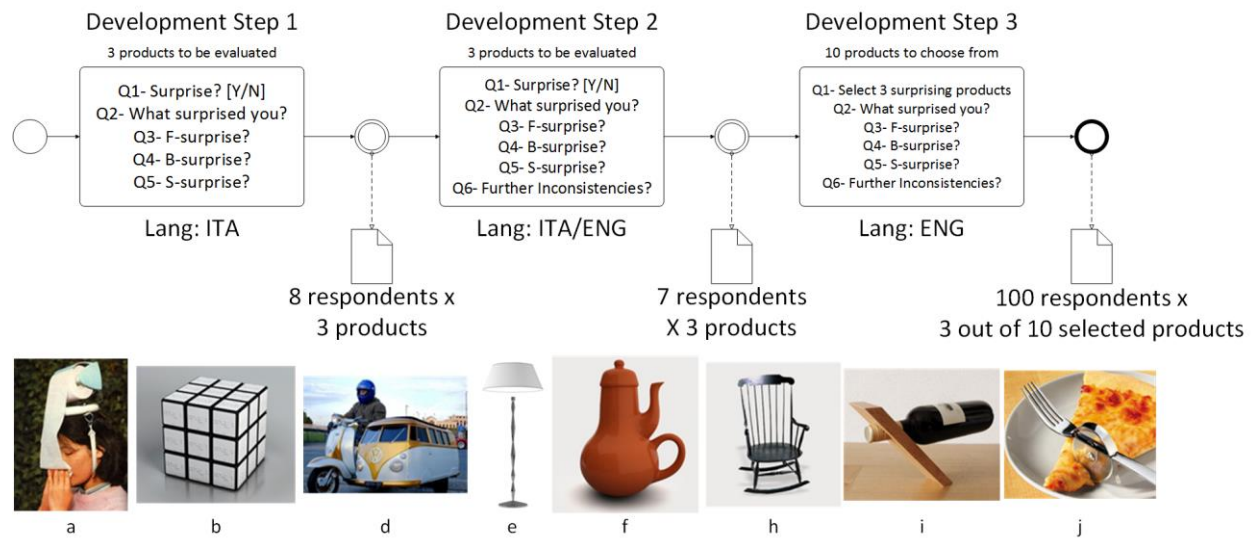 Development Step 1
3 products to be evaluated
Q1- Surprise? [Y/N]
Q2- What surprised you?
Q3- F-surprise?
Q4- B-surprise?
Q5- S-surprise?
Lang: ITA
8 respondents x
3 products
Development Step 2
3 products to be evaluated
Q1- Surprise? [Y/N]
Q2- What surprised you?
Q3- F-surprise?
Q4- B-surprise?
Q5- S-surprise?
Q6- Further Inconsistencies?
Lang: ITA/ENG
7 respondents
X 3 products
Development Step 3
10 products to choose from
Q1- Select 3 surprising products
Q2- What surprised you?
Q3- F-surprise?
Q4- B-surprise?
Q5- S-surprise?
Q6- Further Inconsistencies?
Lang: ENG
100 respondents x
3 out of 10 selected products
a
b
d
e
f
h
i
j